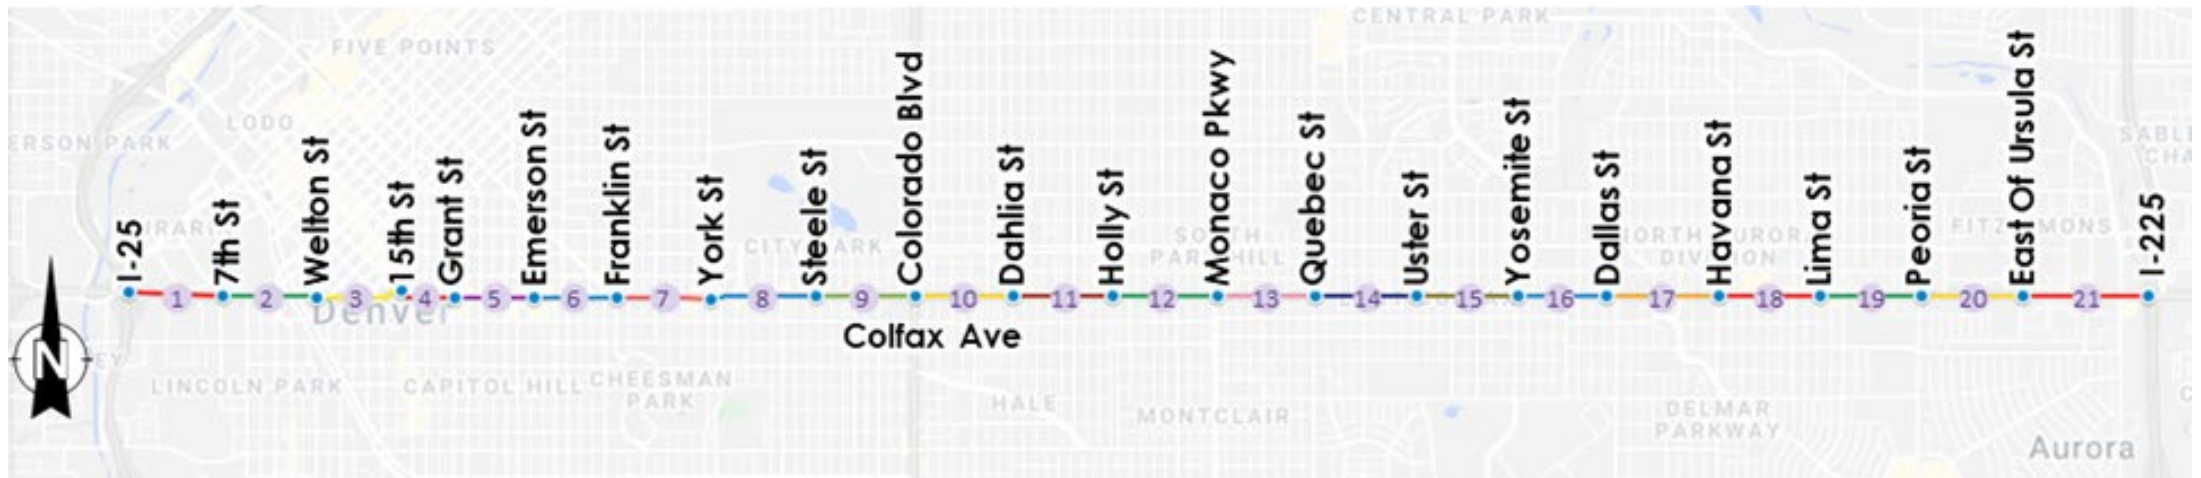 CENTRAL PARK
FIVE POINTS
LODO
I-25
7th St
Welton St
15th St
Grant St
Emerson St
Franklin St
York St
Steele St
Colorado Blvd
Dahlia St
Holly St
Monaco Pkwy
Quebec St
Uster St
Yosemite St
Dallas St
Havana St
Lima St
Peoria St
East Of Ursula St
I-225
ERSON PARK
CITY PARK
1 2 3 4 5 6 7 8 9 10 11 12 13 14 15 16 17 18 19 20 21
Denver
Colfax Ave
N
LINCOLN PARK
CAPITOL HILL
CHEESMAN
PARK
HALE
MONTCLAIR
DELMAR
PARKWAY
Aurora